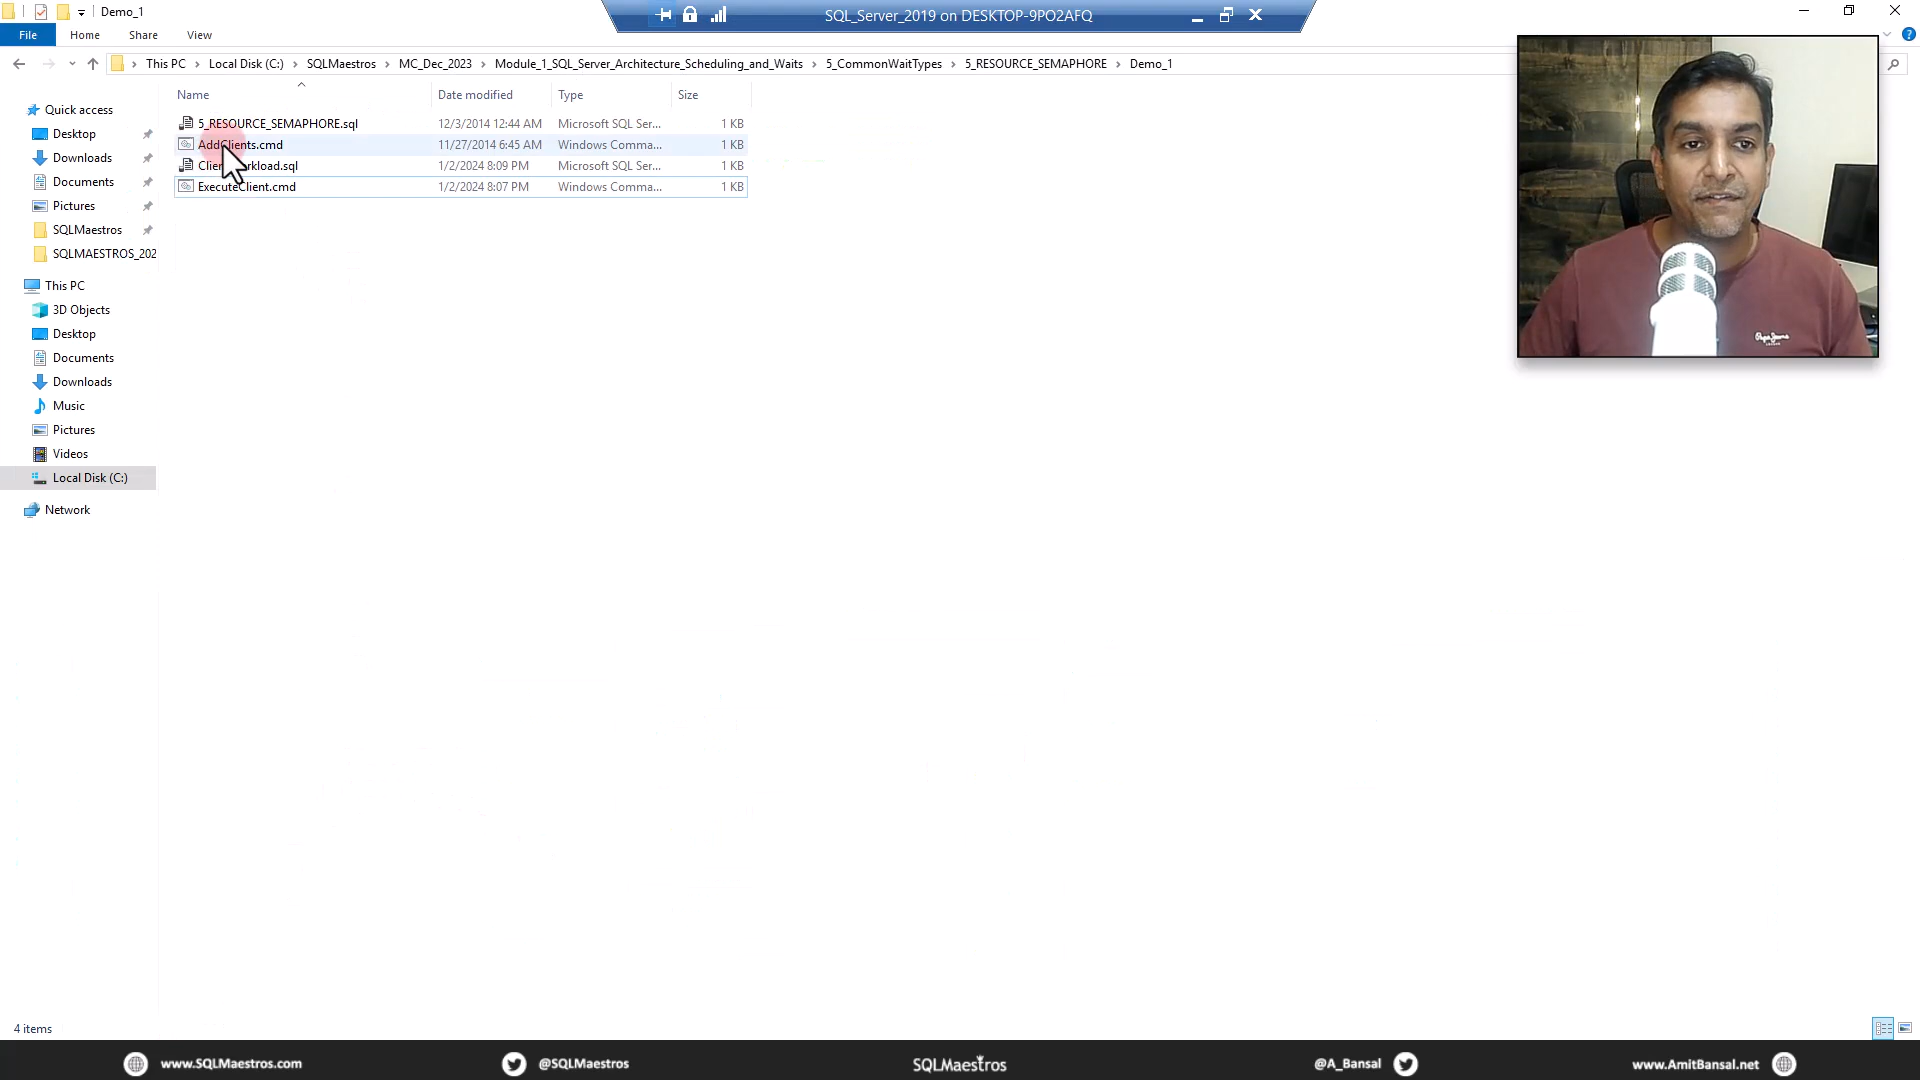 Demo_1
SQL_Server_2019 on DESKTOP-9PO2AFQ
File Home Share View
This PC > Local Disk (C:) > SQLMaestros > MC_Dec_2023 > Module_1_SQL_Server_Architecture_Scheduling_and_Waits > 5_CommonWaitTypes > 5_RESOURCE_SEMAPHORE > Demo_1
Name Date modified Type Size
5_RESOURCE_SEMAPHORE.sql 12/3/2014 12:44 AM Microsoft SQL Ser... 1 KB
AddClients.cmd 11/27/2014 6:45 AM Windows Comma... 1 KB
1/2/2024 8:09 PM Microsoft SQL Ser... 1 KB
ExecuteClient.cmd 1/2/2024 8:07 PM Windows Comma... 1 KB
Quick access
Desktop
Downloads
Documents
Pictures
SQLMaestros
SQLMAESTROS_202
This PC
3D Objects
Desktop
Documents
Downloads
Music
Pictures
Videos
Local Disk (C:)
Network
4 items
www.SQLMaestros.com @SQLMaestros SQLMaestros @A_Bansal www.AmitBansal.net